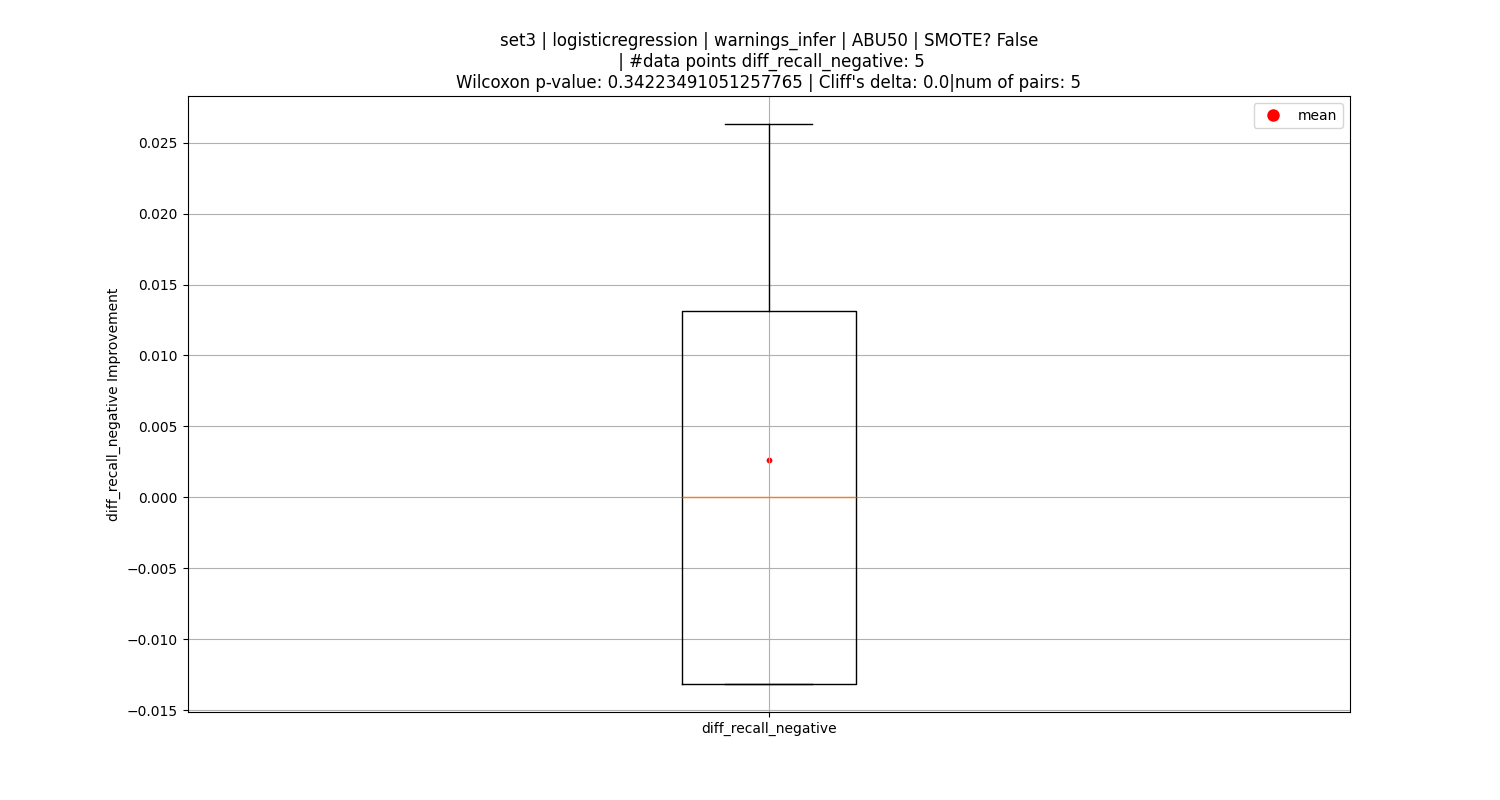 set3 | logisticregression | warnings_infer | ABU50 | SMOTE? False
| #data points diff_recall_negative: 5
Wilcoxon p-value: 0.34223491051257765 | Cliff's delta: 0.0|num of pairs: 5
mean
0.025
0.020
0.015
0.010
0.005
0.000
−0.005
−0.010
−0.015
diff_recall_negative Improvement
diff_recall_negative